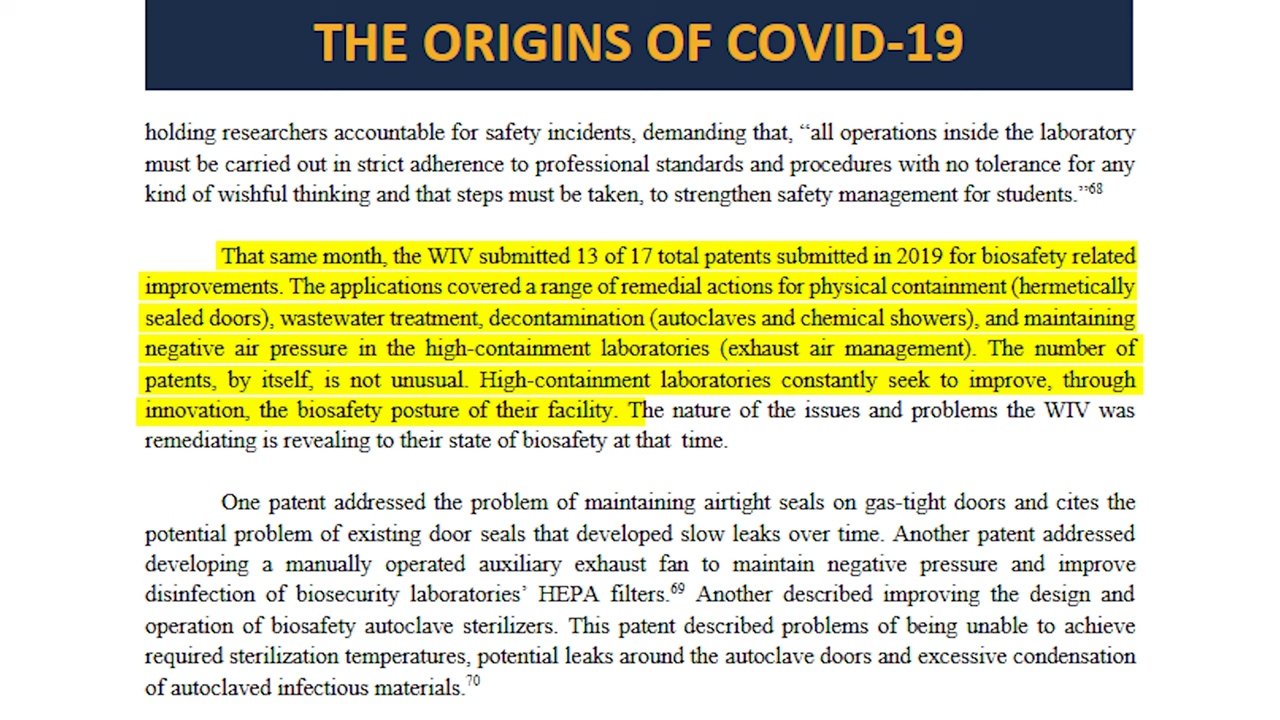 THE ORIGINS OF COVID-19
holding researchers accountable for safety incidents, demanding that, “all operations inside the laboratory
must be carried out in strict adherence to professional standards and procedures with no tolerance for any
kind of wishful thinking and that steps must be taken, to strengthen safety management for students.”68
That same month, the WIV submitted 13 of 17 total patents submitted in 2019 for biosafety related
improvements. The applications covered a range of remedial actions for physical containment (hermetically
sealed doors), wastewater treatment, decontamination (autoclaves and chemical showers), and maintaining
negative air pressure in the high-containment laboratories (exhaust air management). The number of
patents, by itself, is not unusual. High-containment laboratories constantly seek to improve, through
innovation, the biosafety posture of their facility. The nature of the issues and problems the WIV was
remediating is revealing to their state of biosafety at that time.
One patent addressed the problem of maintaining airtight seals on gas-tight doors and cites the
potential problem of existing door seals that developed slow leaks over time. Another patent addressed
developing a manually operated auxiliary exhaust fan to maintain negative pressure and improve
disinfection of biosecurity laboratories’ HEPA filters.69 Another described improving the design and
operation of biosafety autoclave sterilizers. This patent described problems of being unable to achieve
required sterilization temperatures, potential leaks around the autoclave doors and excessive condensation
of autoclaved infectious materials.70